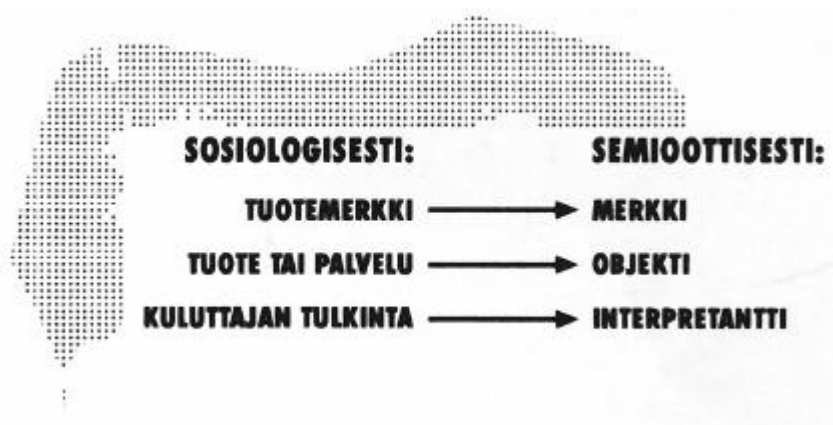 SOSIOLOGISESTI: SEMIOOTTISESTI:
TUOTEMERKKI MERKKI
TUOTE TAI PALVELU OBJEKTI
KULUTTAJAN TULKINTA INTERPRETANTTI